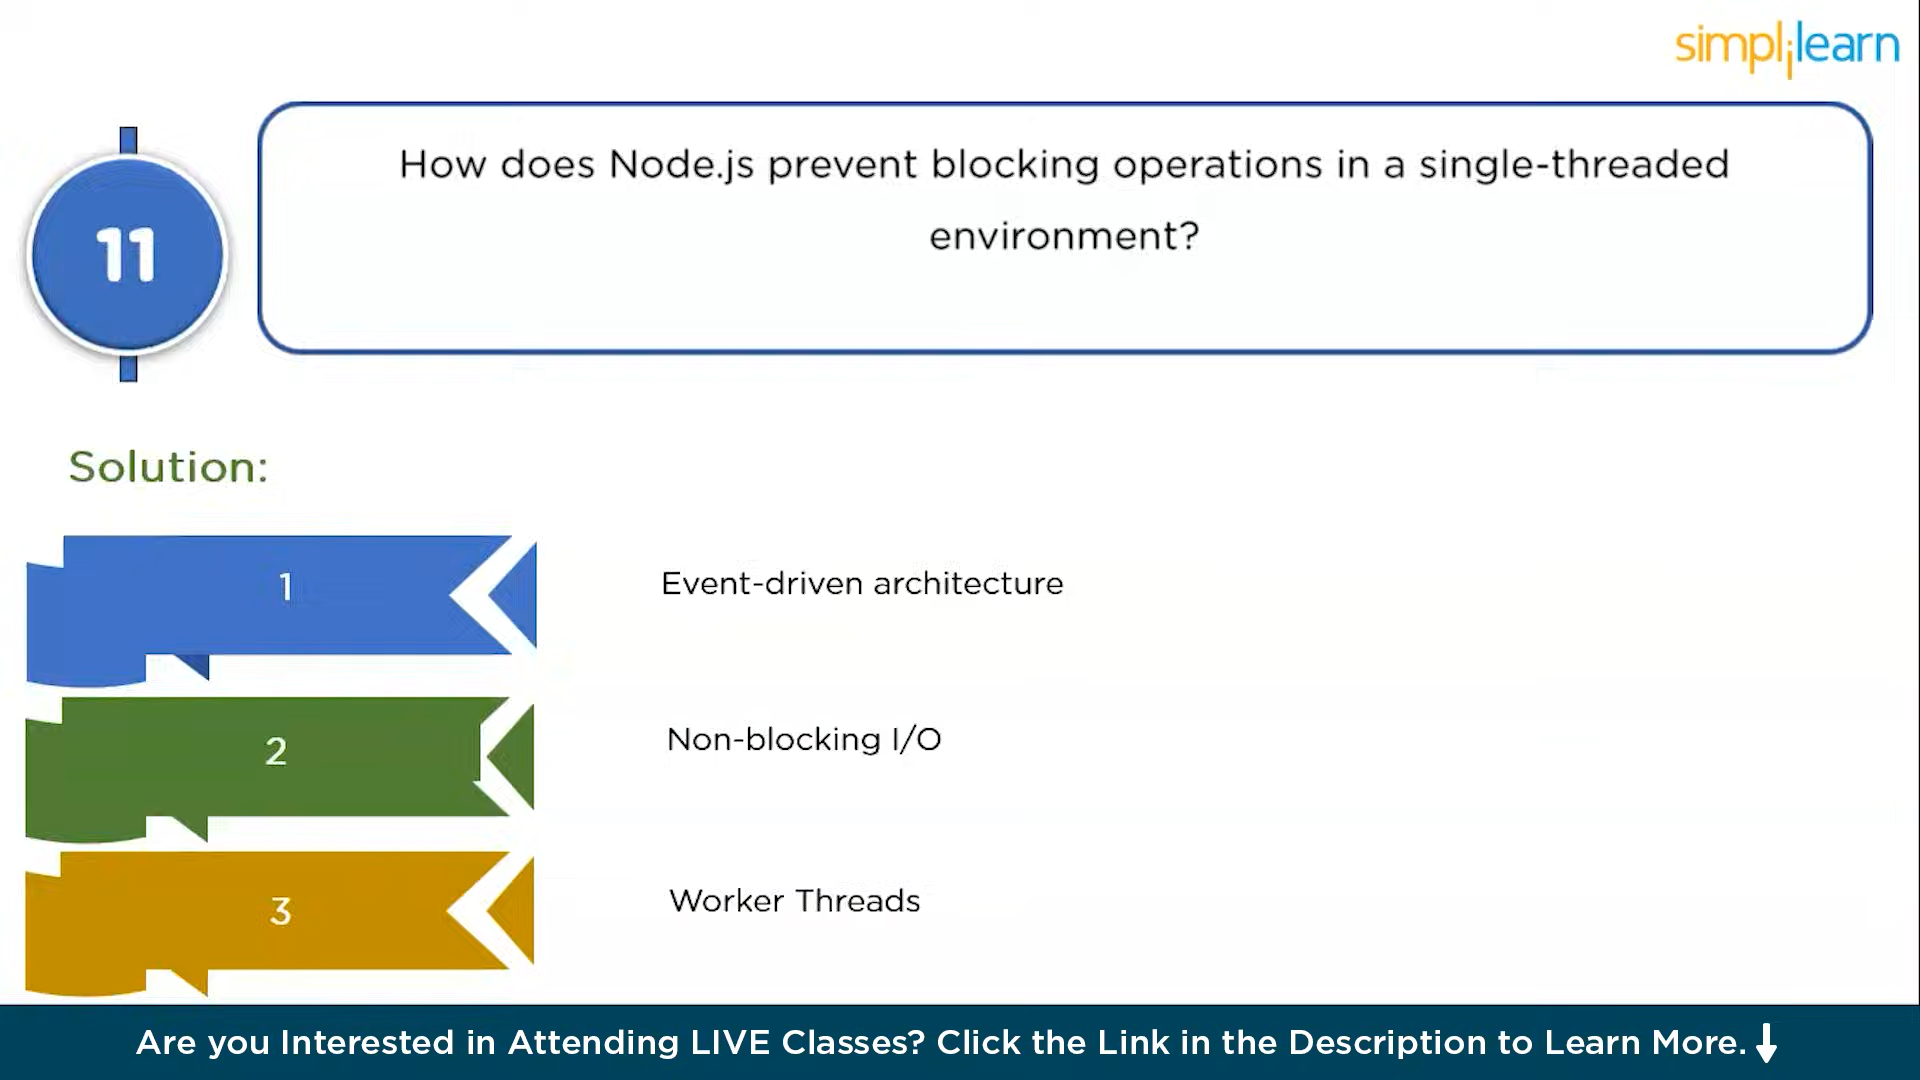 simplilearn
How does Node.js prevent blocking operations in a single-threaded
environment?
11
Solution:
1
Event-driven architecture
2
Non-blocking I/O
3
Worker Threads
Are you Interested in Attending LIVE Classes? Click the Link in the Description to Learn More.